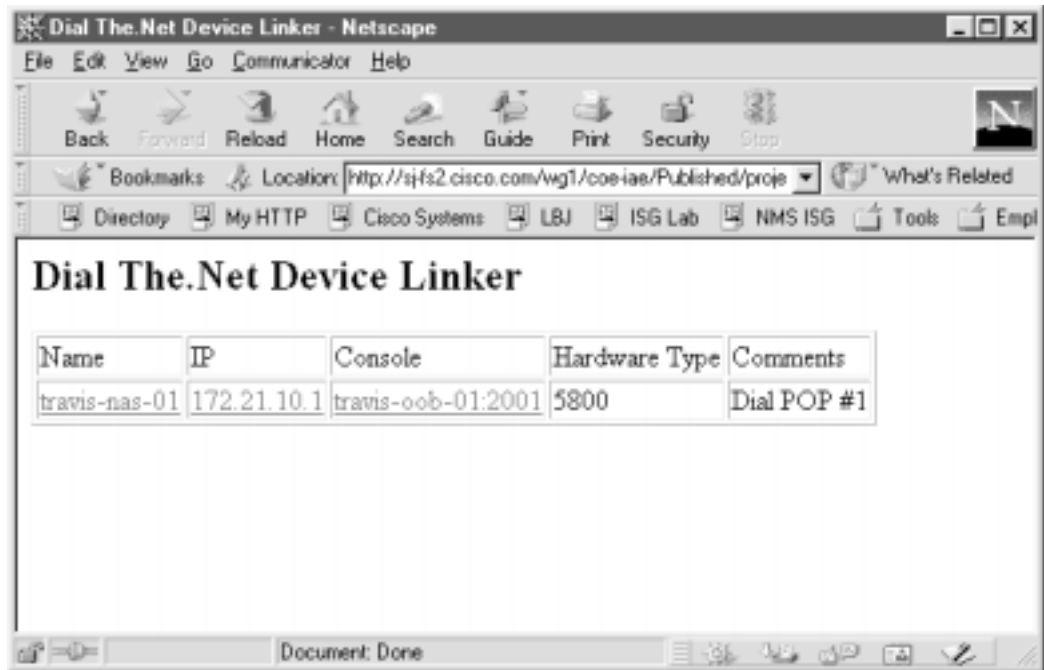 Dial The.Net Device Linker - Netscape
File Edit View Go Communicator Help
Back Forward Reload Home Search Guide Print Security Stop
N
Bookmarks Location: http://sj-fs2.cisco.com/wg1/coe-iae/Published/proje What's Related
Directory My HTTP Cisco Systems LBJ ISG Lab NMS ISG Tools Empl
Dial The.Net Device Linker
Name IP Console Hardware Type Comments
travis-nas-01 172.21.10.1 travis-oob-01:2001 5800 Dial POP #1
Document: Done